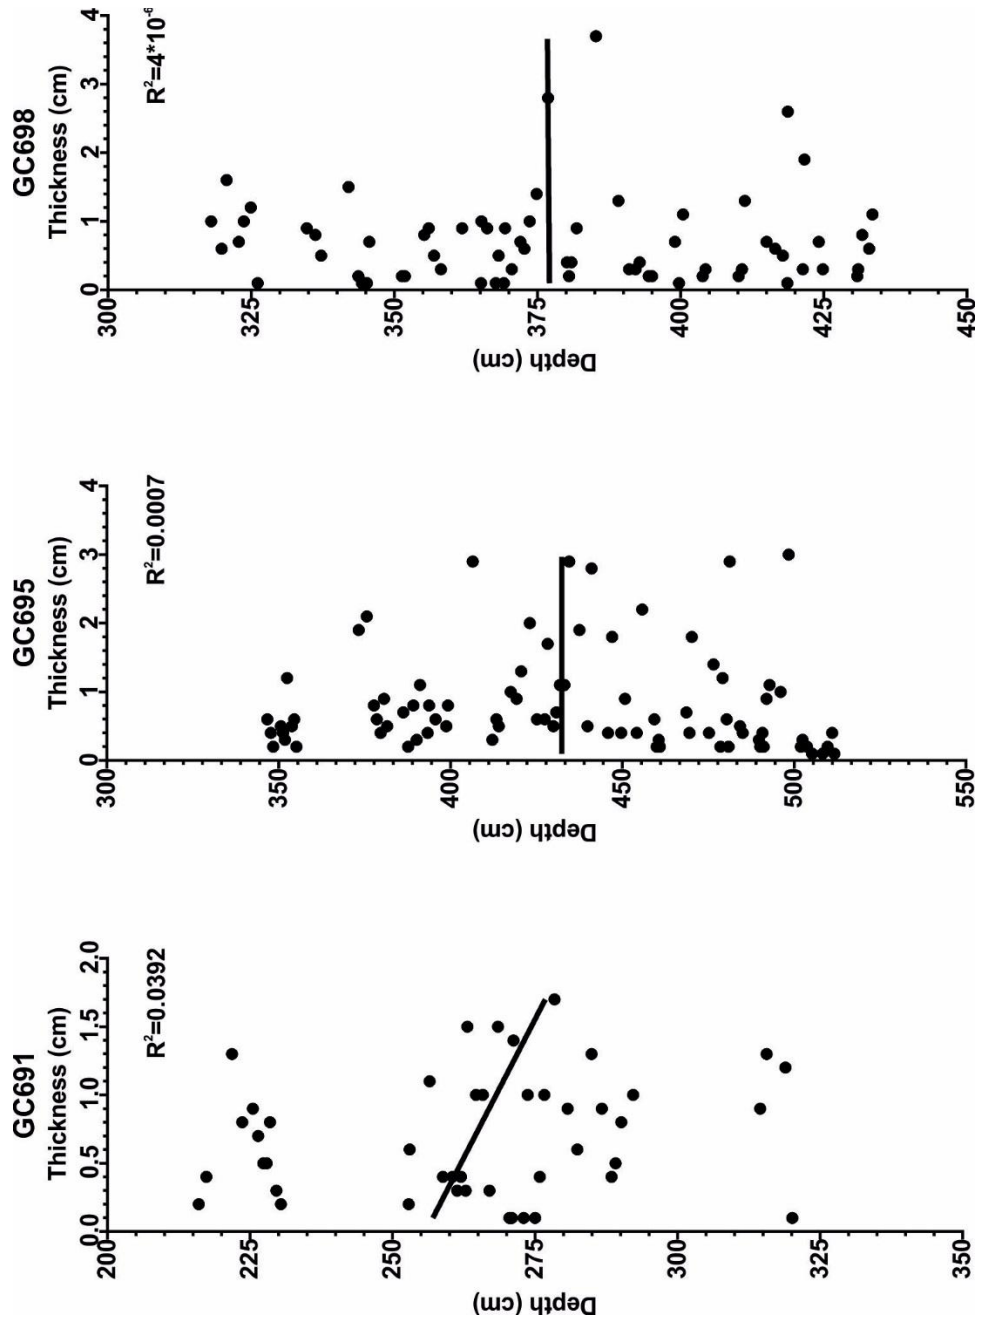 GC691
Thickness (cm)
0.0 0.5 1.0 1.5 2.0
R²=0.0392
Depth (cm)
200
225
250
275
300
350
GC695
Thickness (cm)
0 1 2 3 4
R²=0.0007
Depth (cm)
300
350
400
450
500
550
GC698
Thickness (cm)
0 1 2 3 4
R²=4*10⁻⁶
Depth (cm)
300
325
350
375
400
425
450